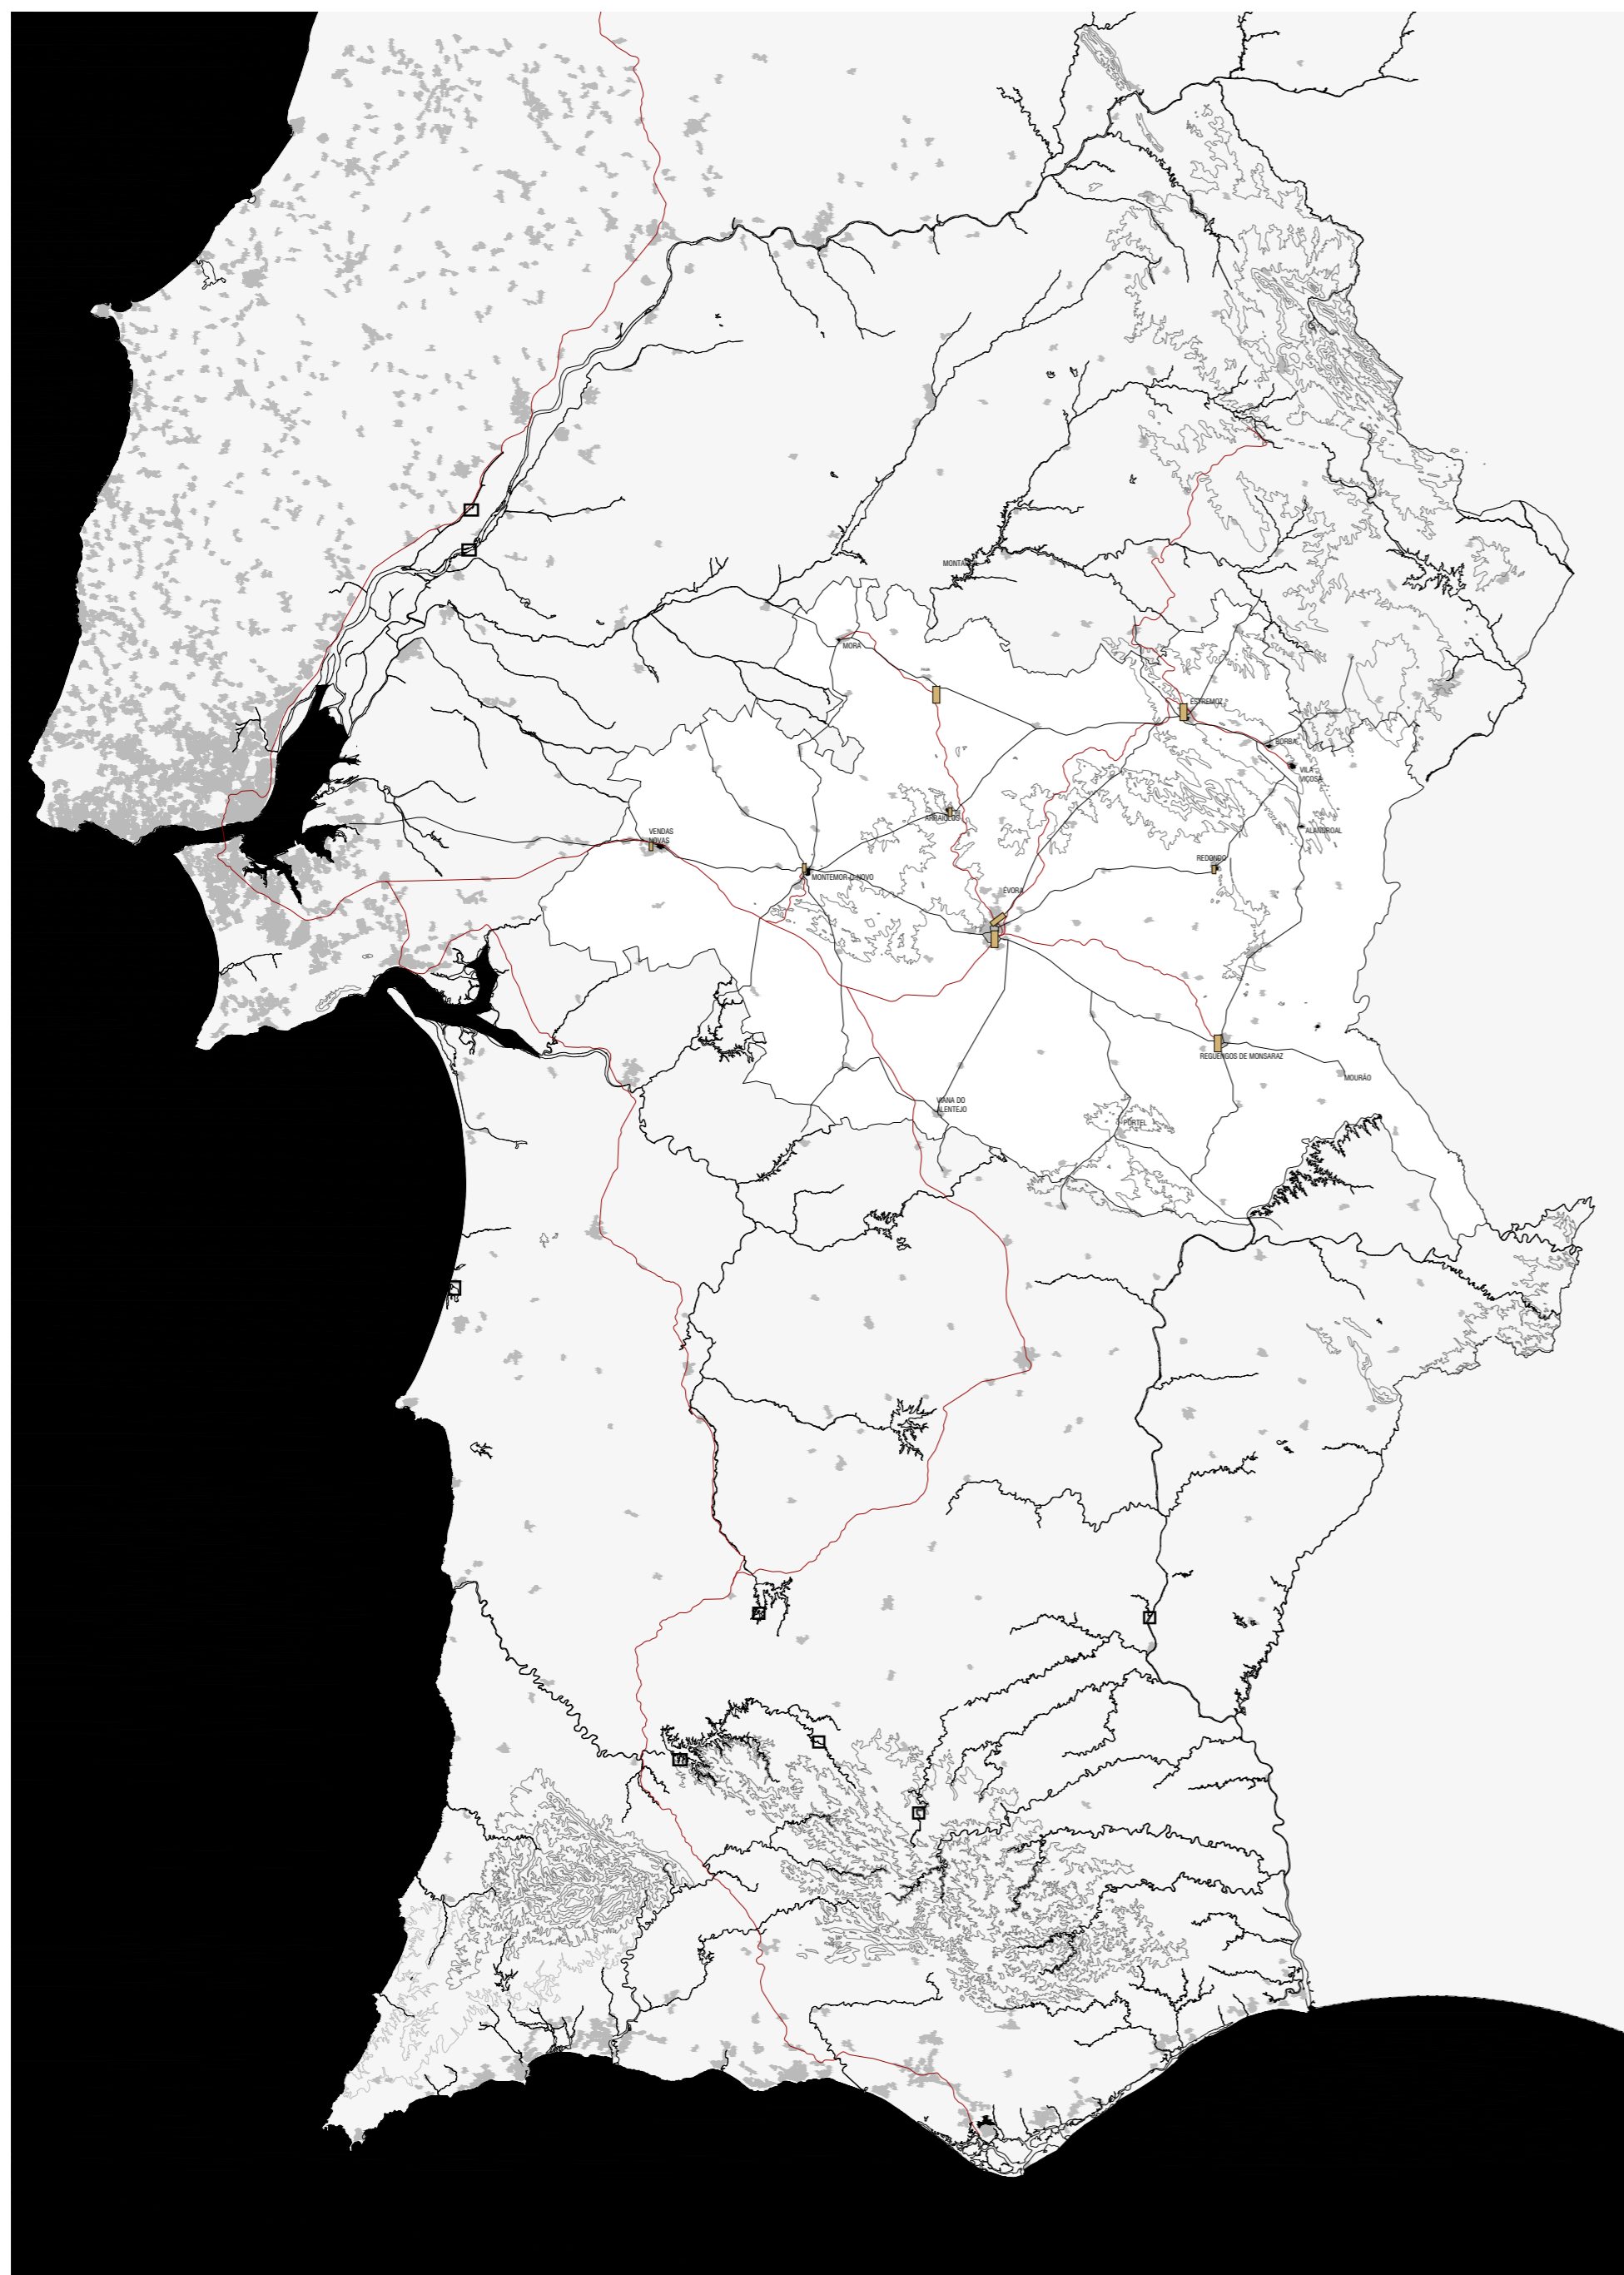 MORA
ESTREMOZ
BORBA
VILA
VIÇOSA
ARRAIOLOS
VENDAS
NOVAS
ALANDROAL
REDONDO
MONTEMOR-O-NOVO
ÉVORA
REGUENGOS DE MONSARAZ
MOURÃO
VIANA DO
ALENTEJO
PORTEL